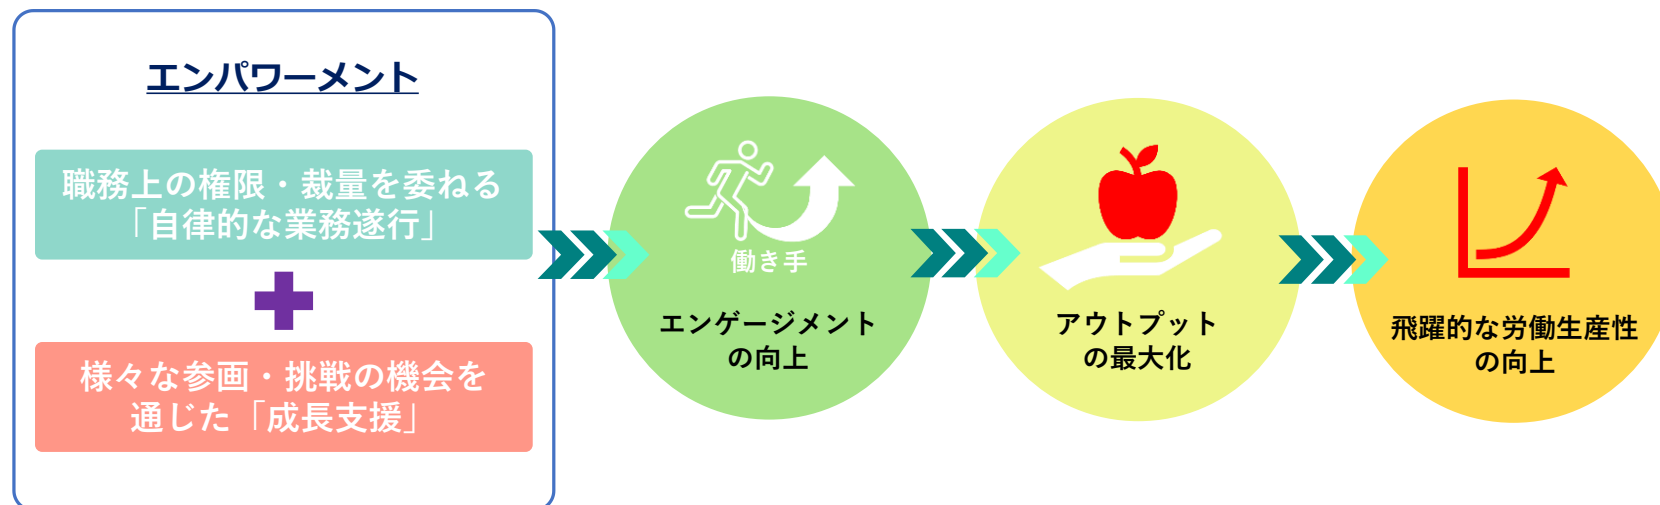 エンパワーメント
職務上の権限・裁量を委ねる
「自律的な業務遂行」
様々な参画・挑戦の機会を
通じた「成長支援」
働き手
エンゲージメント
の向上
アウトプット
の最大化
飛躍的な労働生産性
の向上